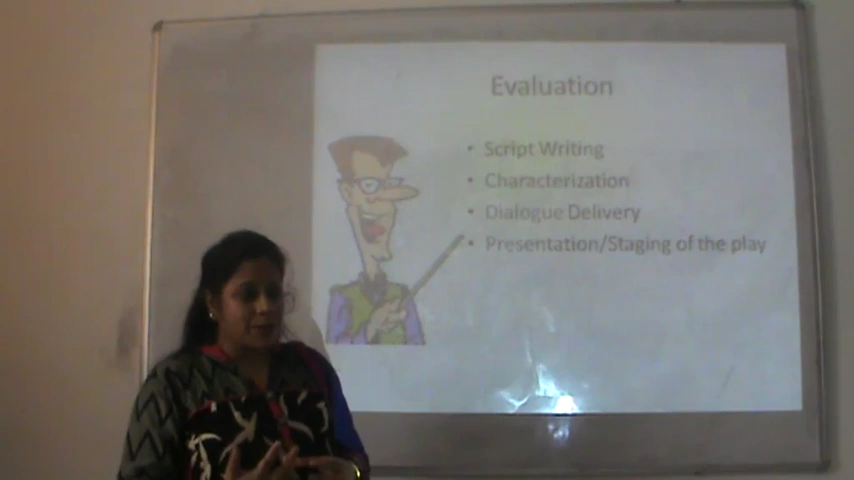 Evaluation
• Script Writing
• Characterization
• Dialogue Delivery
• Presentation/Staging of the play